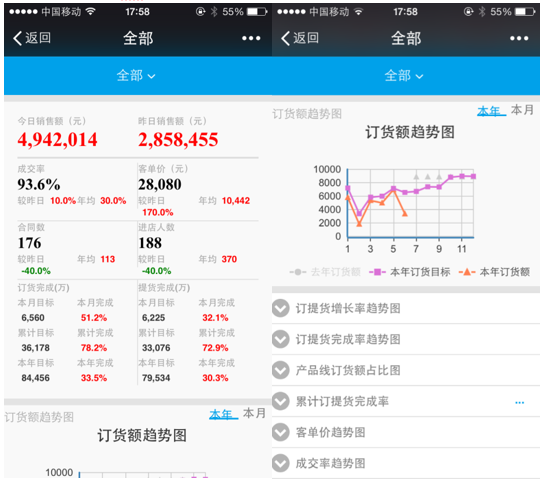 中国移动 17:58 55%
返回 全部 •••
全部
今日销售额（元） 昨日销售额（元）
4,942,014 2,858,455
成交率 客单价（元）
93.6% 28,080
较昨日 10.0% 年均 30.0% 较昨日 170.0% 年均 10,442
合同数 进店人数
176 188
较昨日 -40.0% 年均 113 较昨日 -40.0% 年均 370
订货完成(万) 提货完成(万)
本月目标 本月完成 本月目标 本月完成
6,560 51.2% 6,225 32.1%
累计目标 累计完成 累计目标 累计完成
36,178 78.2% 33,076 72.9%
本年目标 本年完成 本年目标 本年完成
84,456 33.5% 79,534 30.3%
订货额趋势图 本年 本月
订货额趋势图
10000
中国移动 17:58 55%
返回 全部 •••
全部
订货额趋势图 本年 本月
订货额趋势图
10000
8000
6000
4000
2000
0
1 3 5 7 9 11
去年订货额 本年订货目标 本年订货额
订提货增长率趋势图
订提货完成率趋势图
产品线订货额占比图
累计订提货完成率 •••
客单价趋势图
成交率趋势图